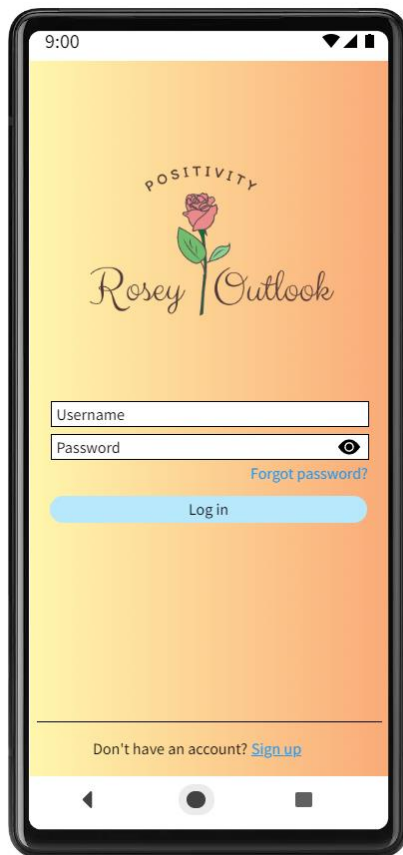 9:00
POSITIVITY
Rosey Outlook
Username
Password
Forgot password?
Log in
Don't have an account? Sign up